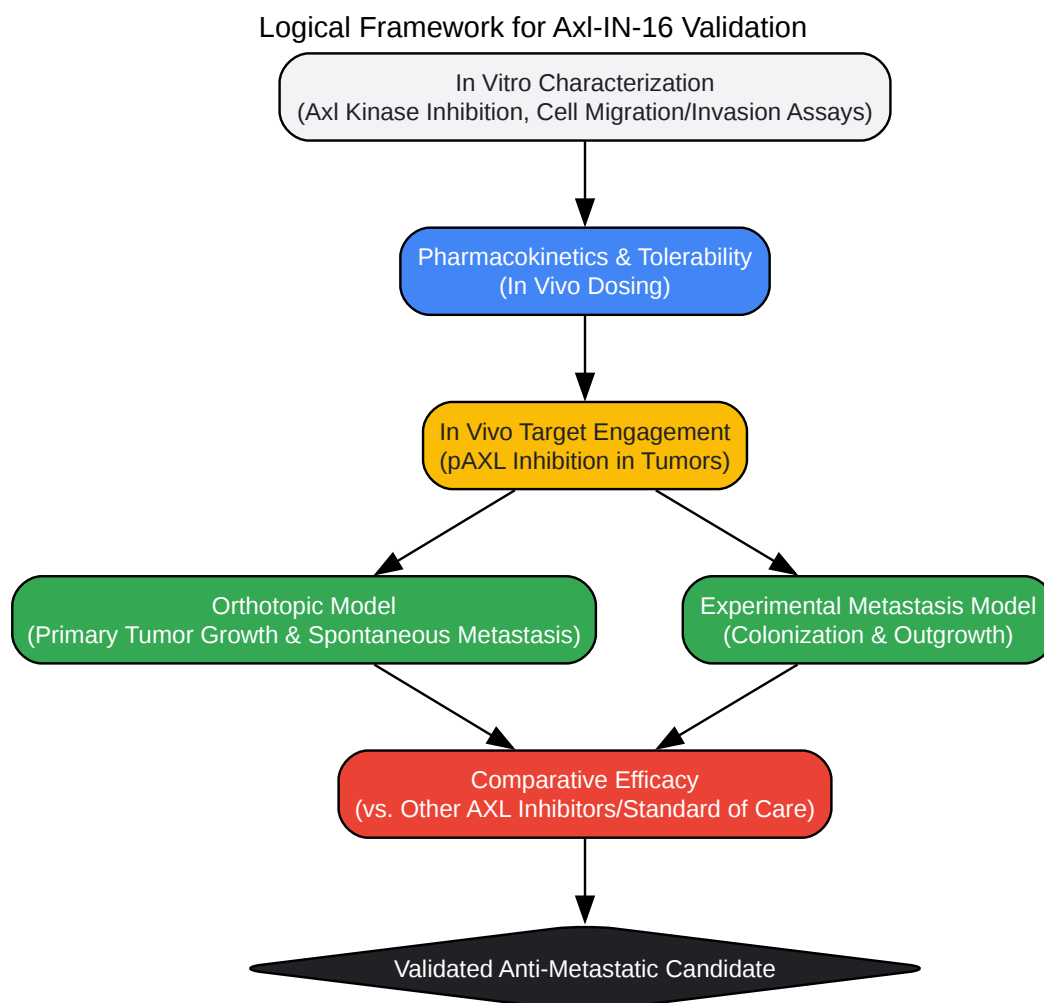 Logical Framework for Axl-IN-16 Validation
In Vitro Characterization
(Axl Kinase Inhibition, Cell Migration/Invasion Assays)
Pharmacokinetics & Tolerability
(In Vivo Dosing)
In Vivo Target Engagement
(pAXL Inhibition in Tumors)
Orthotopic Model
(Primary Tumor Growth & Spontaneous Metastasis)
Experimental Metastasis Model
(Colonization & Outgrowth)
Comparative Efficacy
(vs. Other AXL Inhibitors/Standard of Care)
Validated Anti-Metastatic Candidate